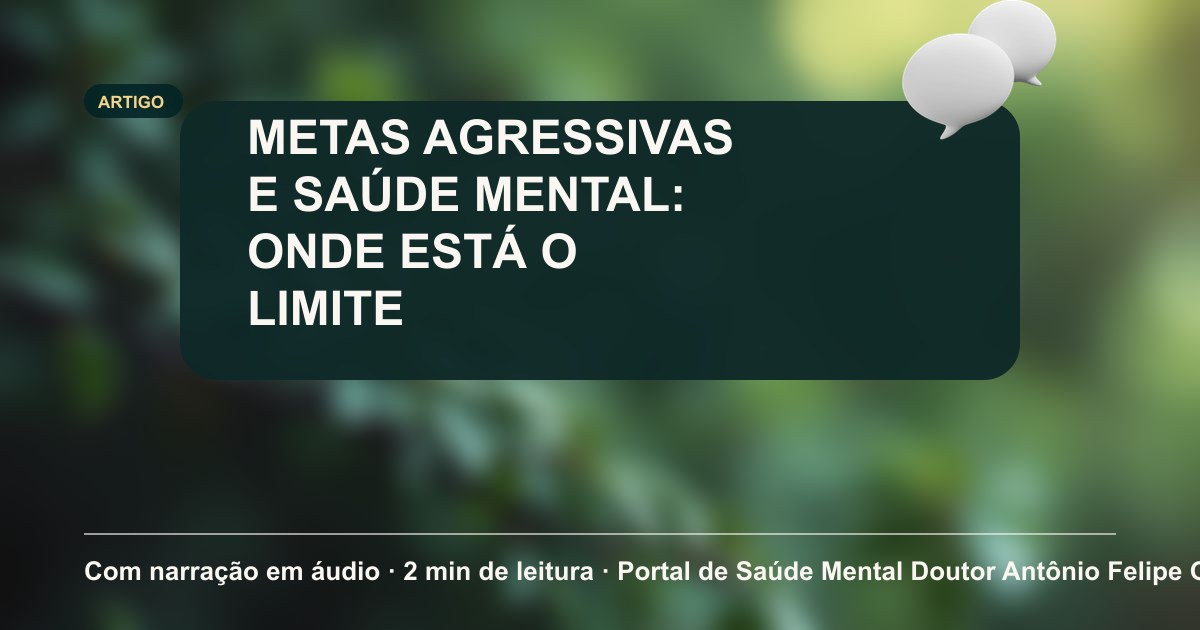 ARTIGO
METAS AGRESSIVAS
E SAÚDE MENTAL:
ONDE ESTÁ O
LIMITE
Com narração em áudio · 2 min de leitura · Portal de Saúde Mental Doutor Antônio Felipe